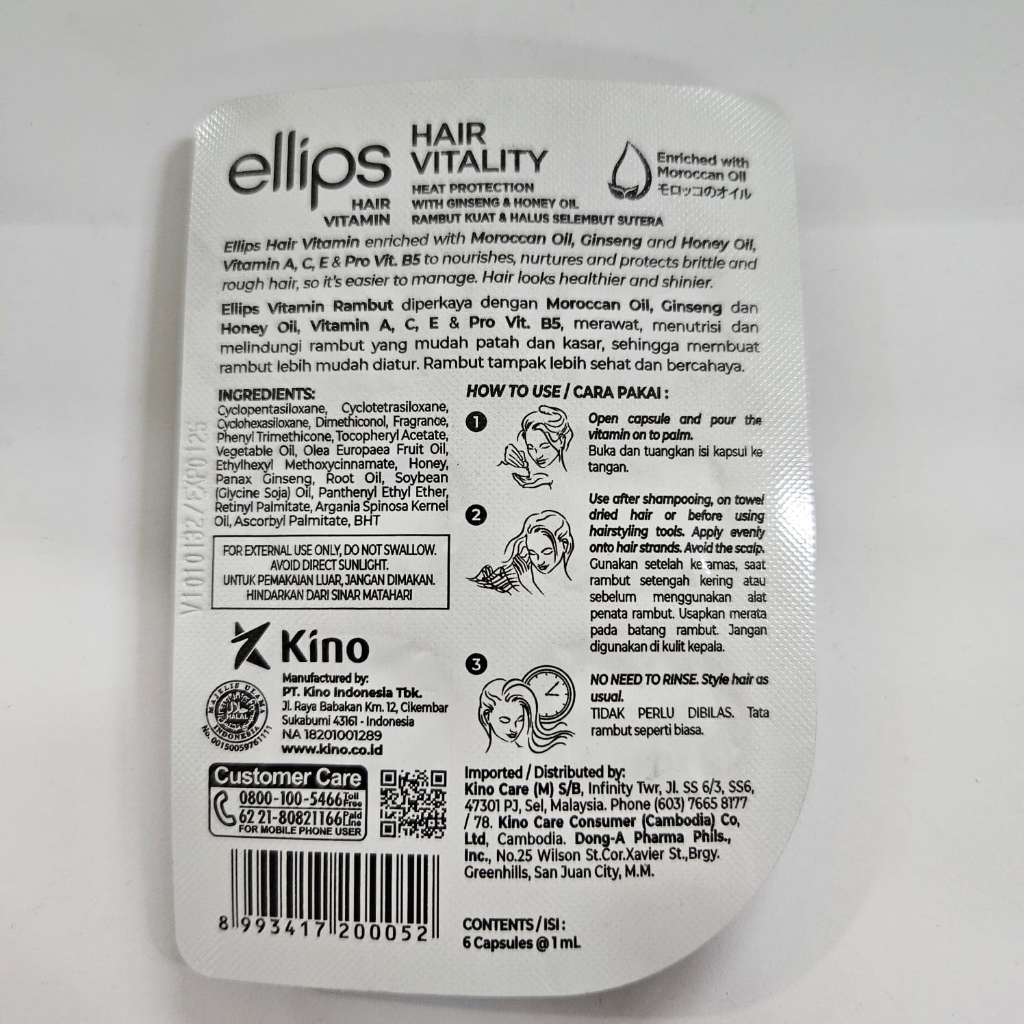 ellips
HAIR
VITAMIN
HAIR
VITALITY
HEAT PROTECTION
WITH GINSENG & HONEY OIL
RAMBUT KUAT & HALUS SELEMBUT SUTERA
Enriched with
Moroccan Oil
モロッコのオイル
Ellips Hair Vitamin enriched with Moroccan Oil, Ginseng and Honey Oil,
Vitamin A, C, E & Pro Vit. B5 to nourishes, nurtures and protects brittle and
rough hair, so it's easier to manage. Hair looks healthier and shinier.
Ellips Vitamin Rambut diperkaya dengan Moroccan Oil, Ginseng dan
Honey Oil, Vitamin A, C, E & Pro Vit. B5, merawat, menutrisi dan
melindungi rambut yang mudah patah dan kasar, sehingga membuat
rambut lebih mudah diatur. Rambut tampak lebih sehat dan bercahaya.
INGREDIENTS:
Cyclopentasiloxane, Cyclotetrasiloxane,
Cyclohexasiloxane, Dimethiconol, Fragrance,
Phenyl Trimethicone, Tocopheryl Acetate,
Vegetable Oil, Olea Europaea Fruit Oil,
Ethylhexyl Methoxycinnamate, Honey,
Panax Ginseng, Root Oil, Soybean
(Glycine Soja) Oil, Panthenyl Ethyl Ether,
Retinyl Palmitate, Argania Spinosa Kernel
Oil, Ascorbyl Palmitate, BHT
FOR EXTERNAL USE ONLY, DO NOT SWALLOW.
AVOID DIRECT SUNLIGHT.
UNTUK PEMAKAIAN LUAR, JANGAN DIMAKAN.
HINDARKAN DARI SINAR MATAHARI
V1010132/EXP0125
Kino
Manufactured by:
PT. Kino Indonesia Tbk.
Jl. Raya Babakan Km. 12, Cikembar
Sukabumi 43161 - Indonesia
NA 18201001289
www.kino.co.id
MAJELIS ULAMA
HALAL
INDONESIA
Customer Care
0800-100-5466 Toll Free
62 21-80821166 Paid Line
FOR MOBILE PHONE USER
8 993417 200052
HOW TO USE / CARA PAKAI :
1
Open capsule and pour the
vitamin on to palm.
Buka dan tuangkan isi kapsul ke
tangan.
2
Use after shampooing, on towel
dried hair or before using
hairstyling tools. Apply evenly
onto hair strands. Avoid the scalp.
Gunakan setelah keramas, saat
rambut setengah kering atau
sebelum menggunakan alat
penata rambut. Usapkan merata
pada batang rambut. Jangan
digunakan di kulit kepala.
3
NO NEED TO RINSE. Style hair as
usual.
TIDAK PERLU DIBILAS. Tata
rambut seperti biasa.
Imported / Distributed by:
Kino Care (M) S/B, Infinity Twr, Jl. SS 6/3, SS6,
47301 PJ, Sel, Malaysia. Phone (603) 7665 8177
/ 78. Kino Care Consumer (Cambodia) Co,
Ltd, Cambodia. Dong-A Pharma Phils.,
Inc., No.25 Wilson St.Cor.Xavier St.,Brgy.
Greenhills, San Juan City, M.M.
CONTENTS / ISI :
6 Capsules @ 1 mL